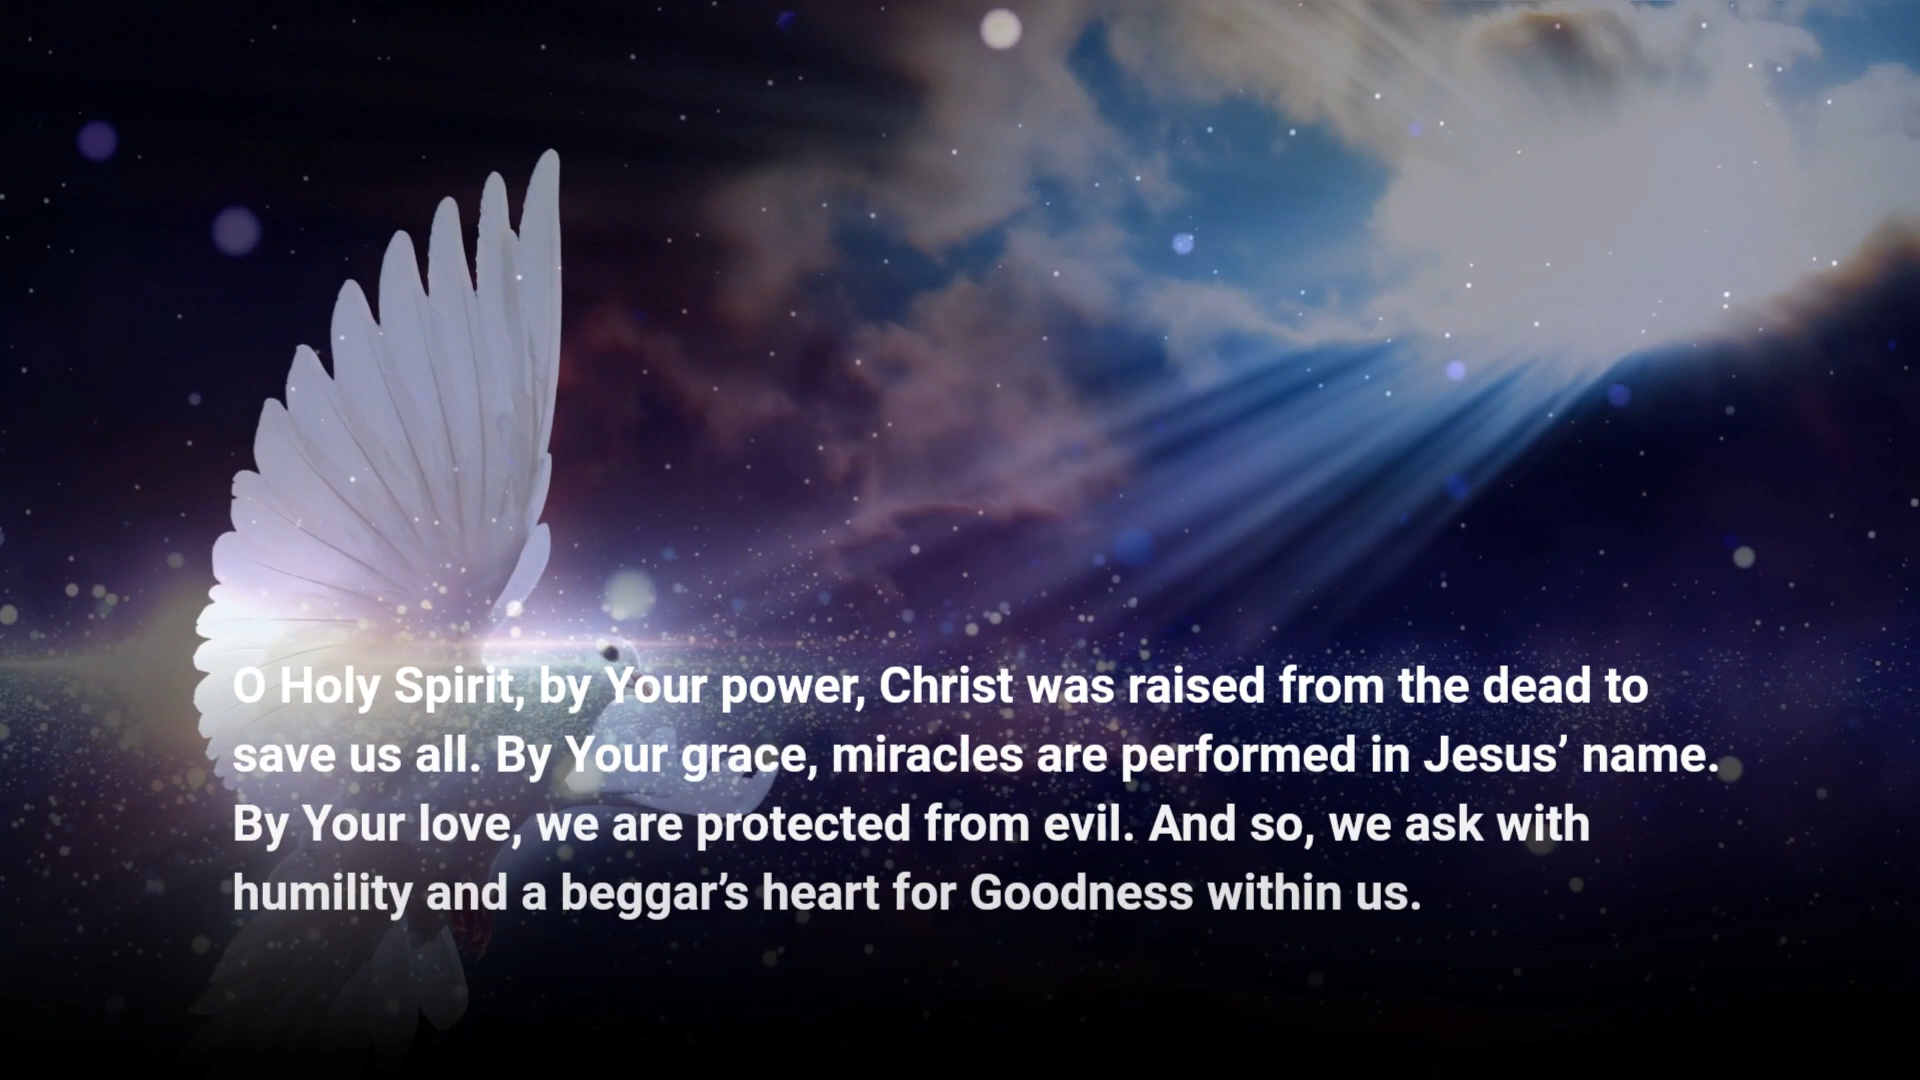 O Holy Spirit, by Your power, Christ was raised from the dead to
save us all. By Your grace, miracles are performed in Jesus’ name.
By Your love, we are protected from evil. And so, we ask with
humility and a beggar’s heart for Goodness within us.